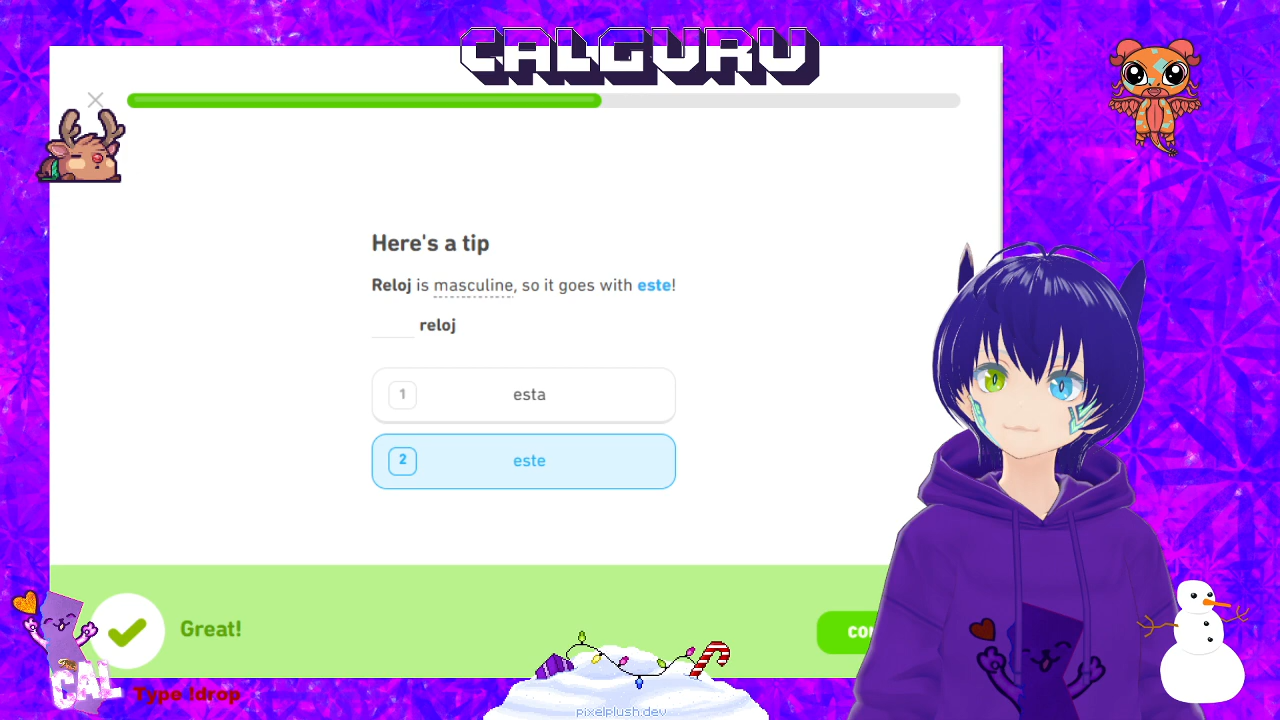 CALGURU
Here's a tip
Reloj is masculine, so it goes with este!
reloj
1 esta
2 este
Great!
CAL
Type !drop
pixelplush.dev